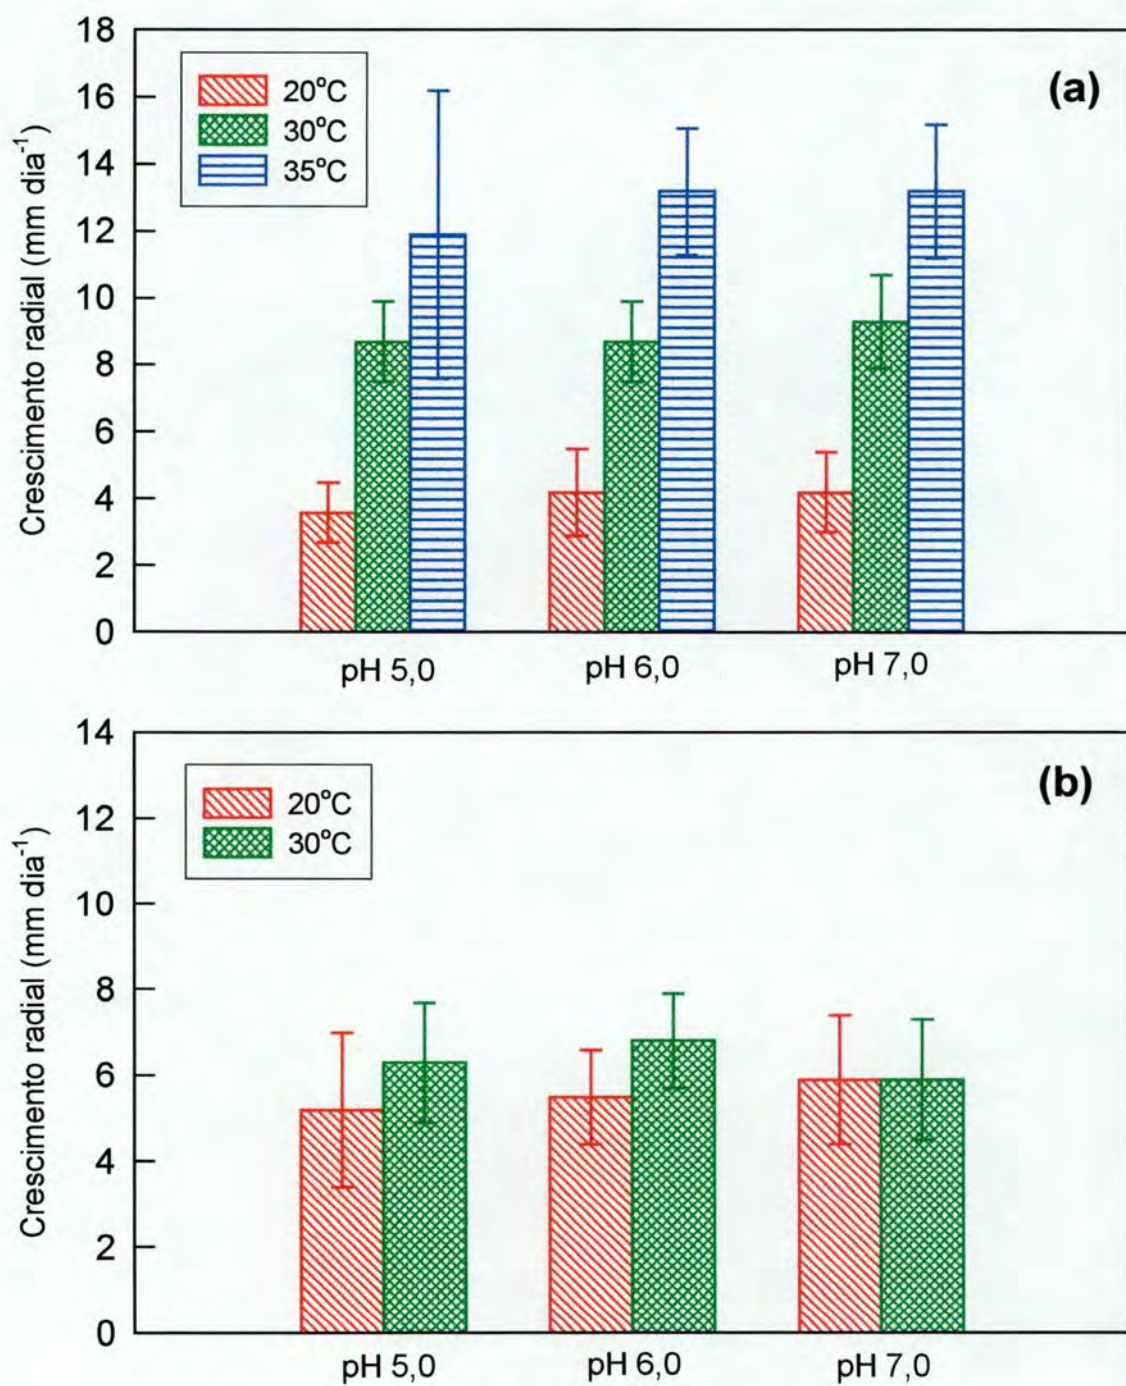 18
16
14
12
10
8
6
4
2
0
Crescimento radial (mm dia⁻¹)
20°C
30°C
35°C
(a)
pH 5,0
pH 6,0
pH 7,0
14
12
10
8
6
4
2
0
Crescimento radial (mm dia⁻¹)
20°C
30°C
(b)
pH 5,0
pH 6,0
pH 7,0